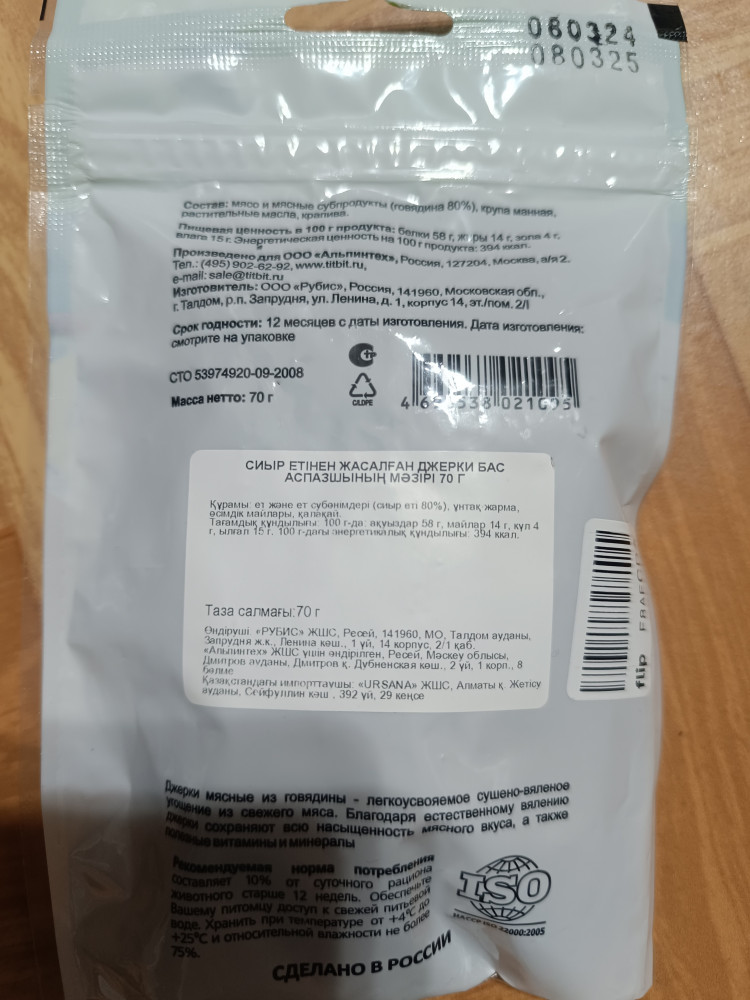 080324
080325
Состав: мясо и мясные субпродукты (говядина 80%), крупа манная,
растительные масла, крапива.
Пищевая ценность в 100 г продукта: белки 58 г, жиры 14 г, зола 4 г,
влага 15 г. Энергетическая ценность на 100 г продукта: 394 ккал.
Произведено для ООО «Альпинтех», Россия, 127204, Москва, а/я 2.
Тел.: (495) 902-62-92, www.titbit.ru,
e-mail: sale@titbit.ru
Изготовитель: ООО «Рубис», Россия, 141960, Московская обл.,
г. Талдом, р.п. Запрудня, ул. Ленина, д. 1, корпус 14, эт./пом. 2/I
Срок годности: 12 месяцев с даты изготовления. Дата изготовления:
смотрите на упаковке
СТО 53974920-09-2008
Масса нетто: 70 г
C/LDPE
021095
СИЫР ЕТІНЕН ЖАСАЛҒАН ДЖЕРКИ БАС
АСПАЗШЫНЫҢ МӘЗІРІ 70 Г
Құрамы: ет және ет субөнімдері (сиыр еті 80%), ұнтақ жарма,
өсімдік майлары, қалақай.
Тағамдық құндылығы: 100 г-да: ақуыздар 58 г, майлар 14 г, күл 4
г, ылғал 15 г. 100 г-дағы энергетикалық құндылығы: 394 ккал.
Таза салмағы:70 г
Өндіруші: «РУБИС» ЖШС, Ресей, 141960, МО, Талдом ауданы,
Запрудня ж.к., Ленина көш., 1 үй, 14 корпус, 2/1 қаб.
«Альпинтех» ЖШС үшін өндірілген, Ресей, Мәскеу облысы,
Дмитров ауданы, Дмитров қ. Дубненская көш., 2 үй, 1 корп., 8
бөлме
Қазақстандағы импорттаушы: «URSANA» ЖШС, Алматы қ. Жетісу
ауданы, Сейфуллин көш., 392 үй, 29 кеңсе
flip
Джерки мясные из говядины - легкоусвояемое сушено-вяленое
угощение из свежего мяса. Благодаря естественному вялению
джерки сохраняют всю насыщенность мясного вкуса, а также
полезные витамины и минералы
Рекомендуемая норма потребления
составляет 10% от суточного рациона
животного старше 12 недель. Обеспечьте
Вашему питомцу доступ к свежей питьевой
воде. Хранить при температуре от +4°С до
+25°С и относительной влажности не более
75%.
ISO
HACCP ISO 22000:2005
СДЕЛАНО В РОССИИ